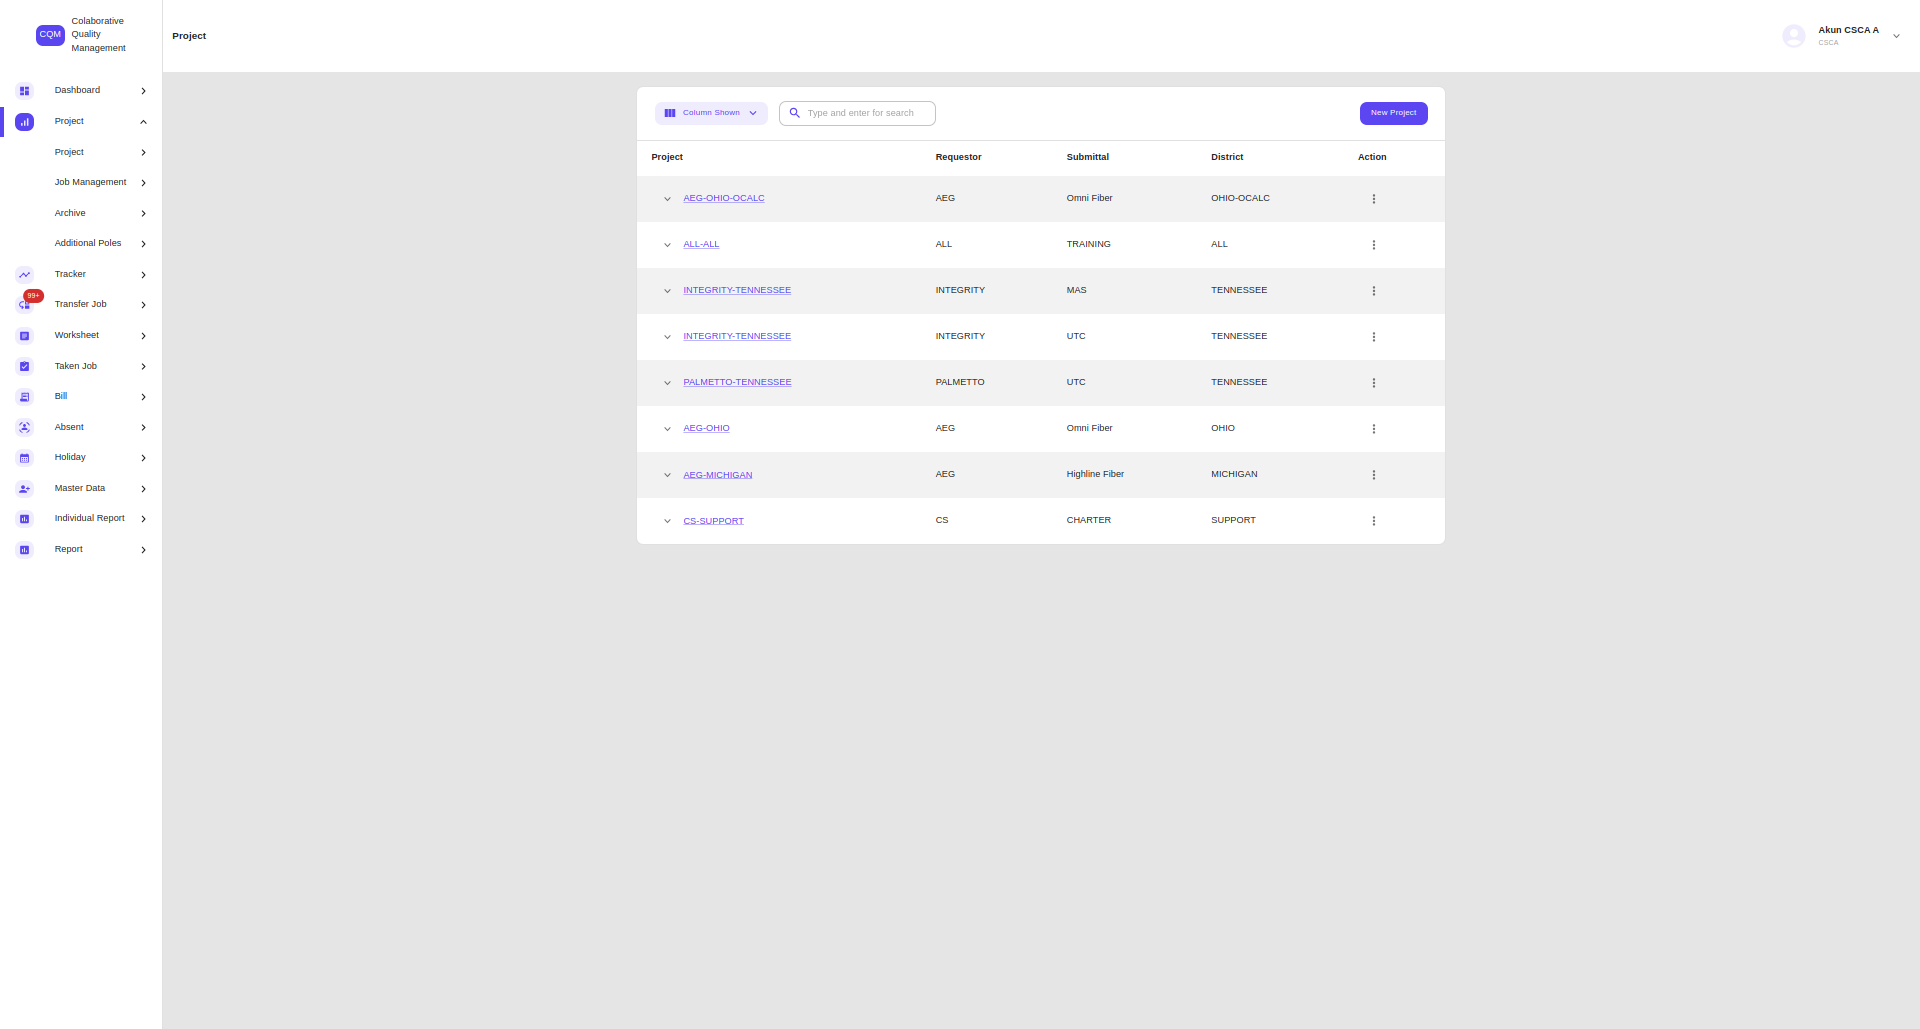 CQM
Colaborative
Quality
Management
Project
Akun CSCA A
CSCA
Dashboard
Project
Project
Job Management
Archive
Additional Poles
Tracker
99+
Transfer Job
Worksheet
Taken Job
Bill
Absent
Holiday
Master Data
Individual Report
Report
Column Shown
Type and enter for search
New Project
Project Requestor Submittal District Action
AEG-OHIO-OCALC AEG Omni Fiber OHIO-OCALC
ALL-ALL ALL TRAINING ALL
INTEGRITY-TENNESSEE INTEGRITY MAS TENNESSEE
INTEGRITY-TENNESSEE INTEGRITY UTC TENNESSEE
PALMETTO-TENNESSEE PALMETTO UTC TENNESSEE
AEG-OHIO AEG Omni Fiber OHIO
AEG-MICHIGAN AEG Highline Fiber MICHIGAN
CS-SUPPORT CS CHARTER SUPPORT